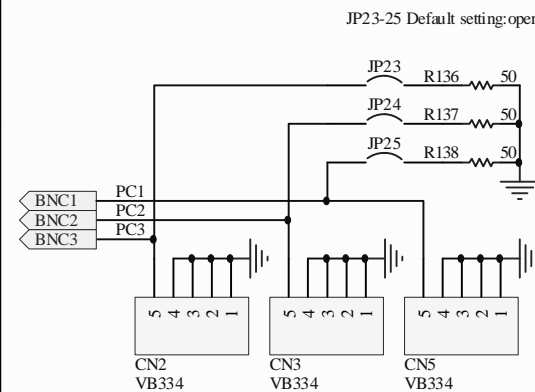 JP23-25 Default setting:open
JP23
R136
50
JP24
R137
50
JP25
R138
50
BNC1
PC1
BNC2
PC2
BNC3
PC3
5 4 3 2 1
5 4 3 2 1
5 4 3 2 1
CN2
VB334
CN3
VB334
CN5
VB334